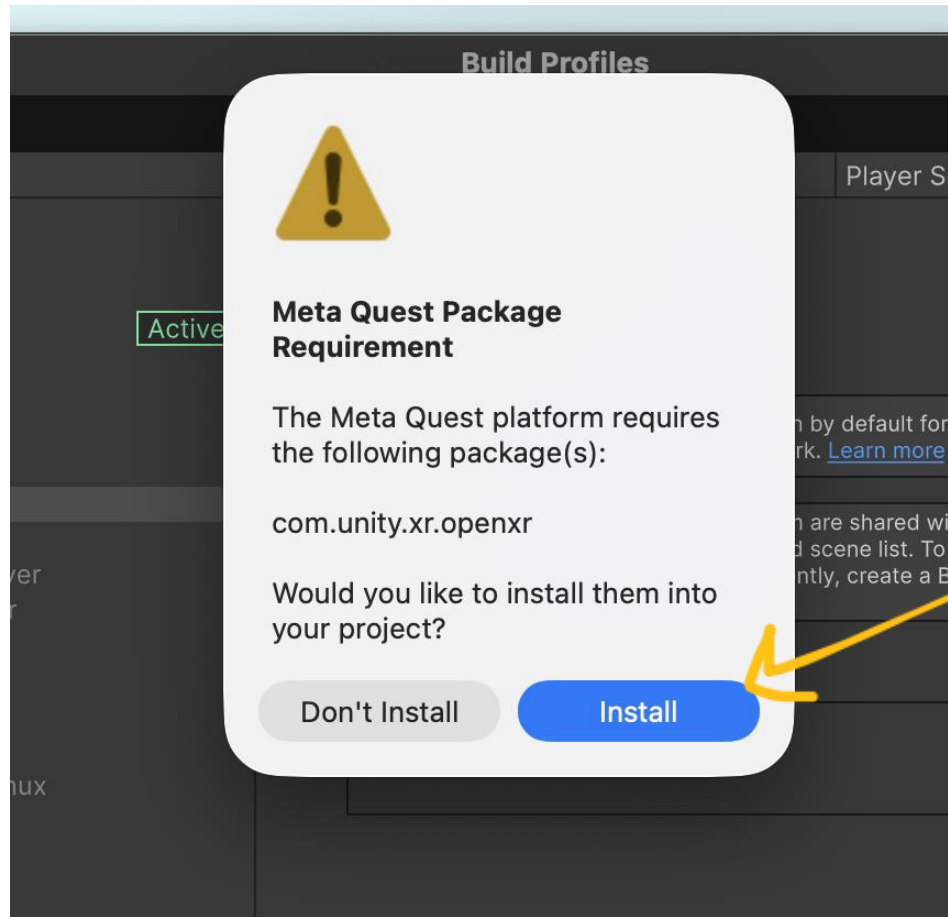 Build Profiles
Player S
Active
Meta Quest Package
Requirement
The Meta Quest platform requires
the following package(s):
com.unity.xr.openxr
Would you like to install them into
your project?
Don't Install
Install
n by default for
rk. Learn more
n are shared wi
d scene list. To
ntly, create a B
ver
r
nux